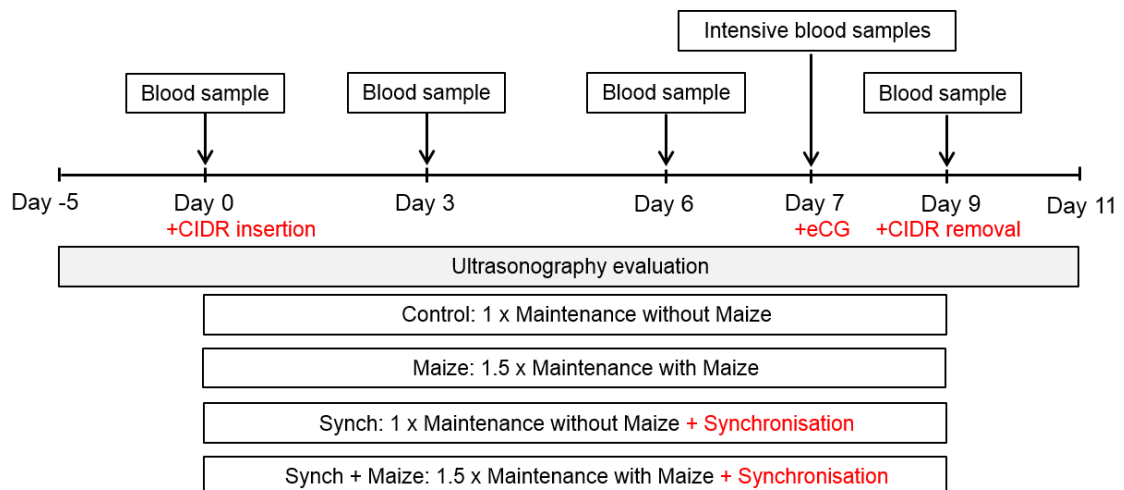 Intensive blood samples
Blood sample
Blood sample
Blood sample
Blood sample
Day -5
Day 0
Day 3
Day 6
Day 7
Day 9
Day 11
+CIDR insertion
+eCG
+CIDR removal
Ultrasonography evaluation
Control: 1 x Maintenance without Maize
Maize: 1.5 x Maintenance with Maize
Synch: 1 x Maintenance without Maize + Synchronisation
Synch + Maize: 1.5 x Maintenance with Maize + Synchronisation